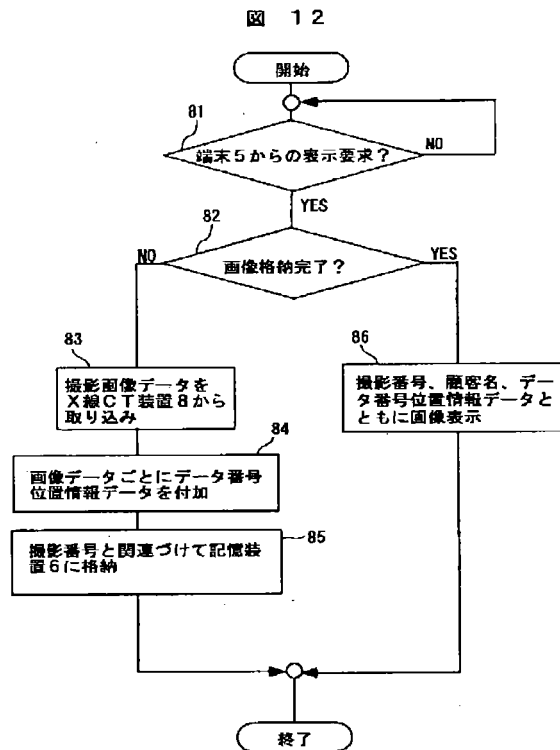 図 12
開始
81
端末5からの表示要求?
NO
YES
82
NO
画像格納完了?
YES
83
撮影画像データを
X線CT装置8から
取り込み
86
撮影番号、顧客名、デー
タ番号位置情報データと
ともに画像表示
84
画像データごとにデータ番号
位置情報データを付加
85
撮影番号と関連づけて記憶装
置6に格納
終了